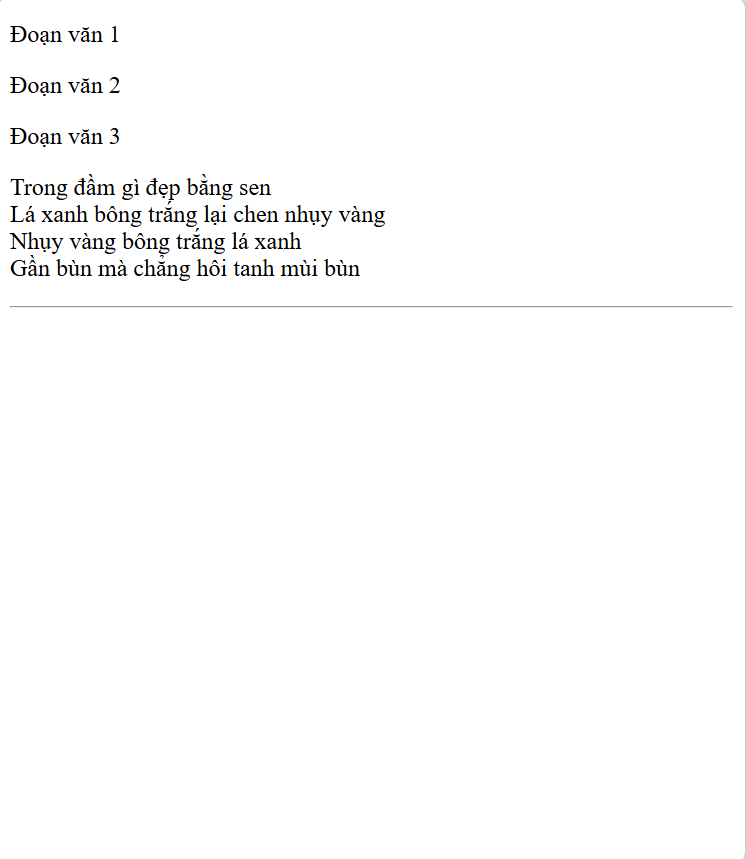 Đoạn văn 1
Đoạn văn 2
Đoạn văn 3
Trong đầm gì đẹp bằng sen
Lá xanh bông trắng lại chen nhụy vàng
Nhụy vàng bông trắng lá xanh
Gần bùn mà chẳng hôi tanh mùi bùn